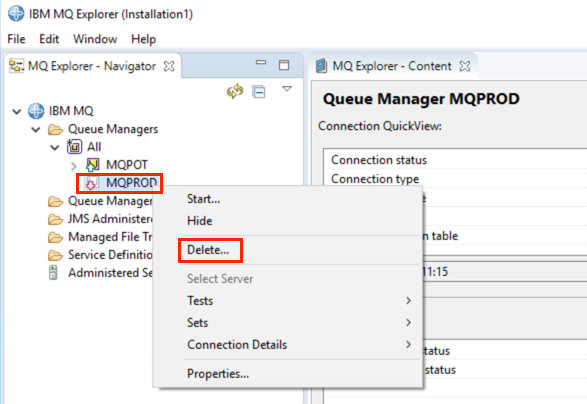 IBM MQ Explorer (Installation1)
File Edit Window Help
MQ Explorer - Navigator
IBM MQ
Queue Managers
All
MQPOT
MQPROD
Queue Manager
JMS Administere
Managed File Tr
Service Definitio
Administered Se
MQ Explorer - Content
Queue Manager MQPROD
Connection QuickView:
Connection status
Connection type
n table
11:15
tatus
status
Start...
Hide
Delete...
Select Server
Tests
Sets
Connection Details
Properties...